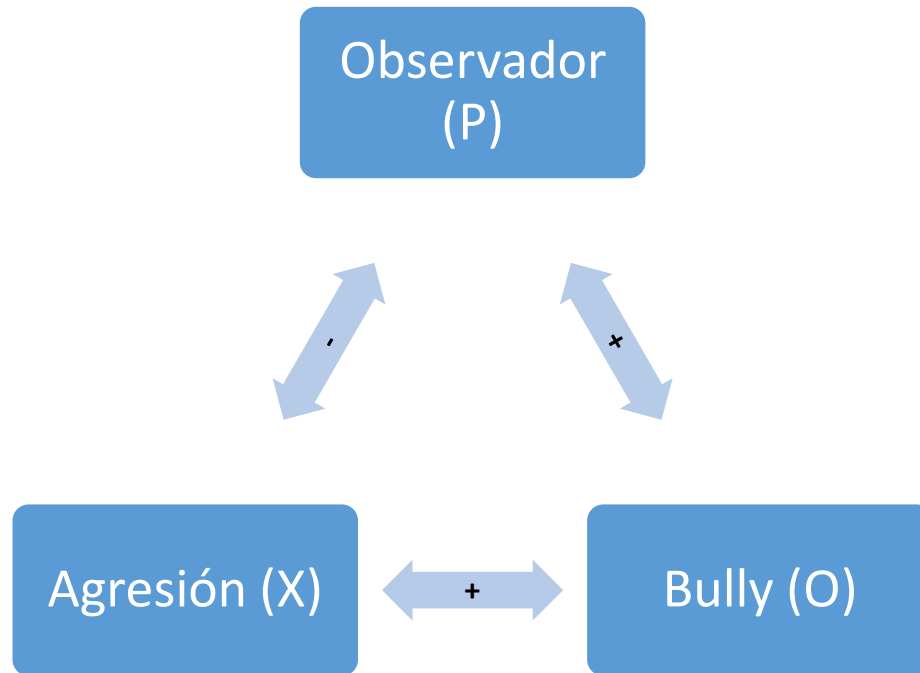 Observador
(P)
-
+
Agresión (X)
+
Bully (O)